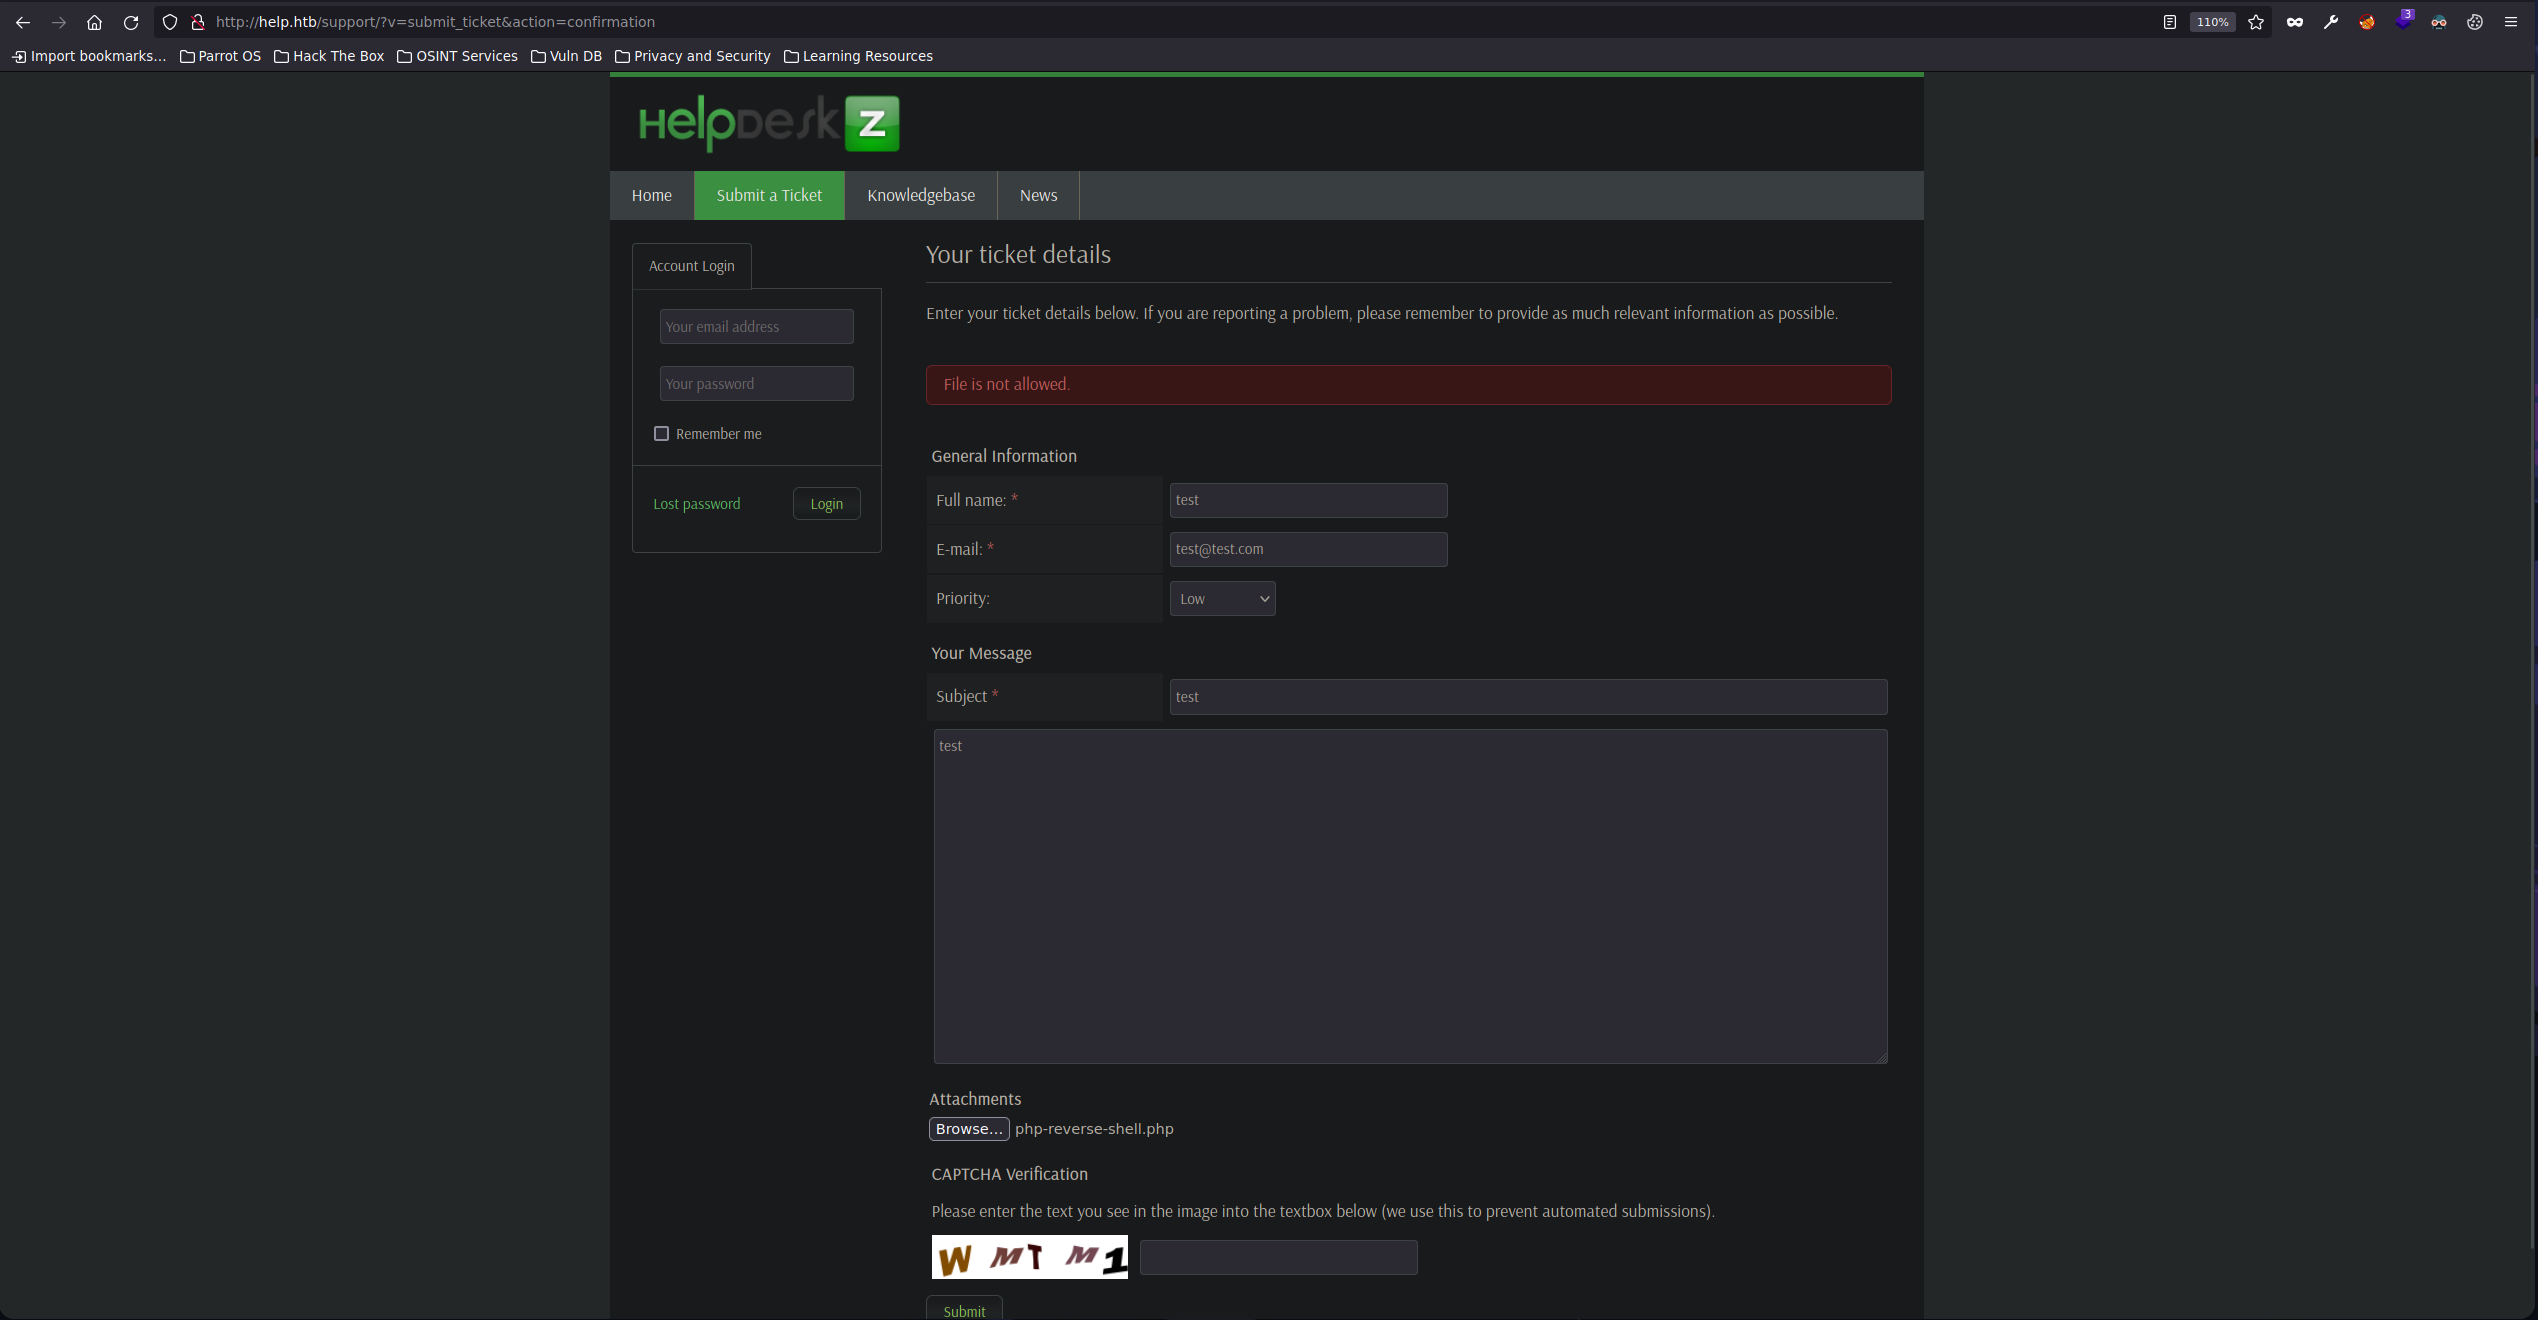 http://help.htb/support/?v=submit_ticket&action=confirmation
110%
3
Import bookmarks...
Parrot OS
Hack The Box
OSINT Services
Vuln DB
Privacy and Security
Learning Resources
HelpDesk Z
Home
Submit a Ticket
Knowledgebase
News
Account Login
Your email address
Your password
Remember me
Lost password
Login
Your ticket details
Enter your ticket details below. If you are reporting a problem, please remember to provide as much relevant information as possible.
File is not allowed.
General Information
Full name: *
test
E-mail: *
test@test.com
Priority:
Low
Your Message
Subject *
test
test
Attachments
Browse...
php-reverse-shell.php
CAPTCHA Verification
Please enter the text you see in the image into the textbox below (we use this to prevent automated submissions).
W MT M1
Submit